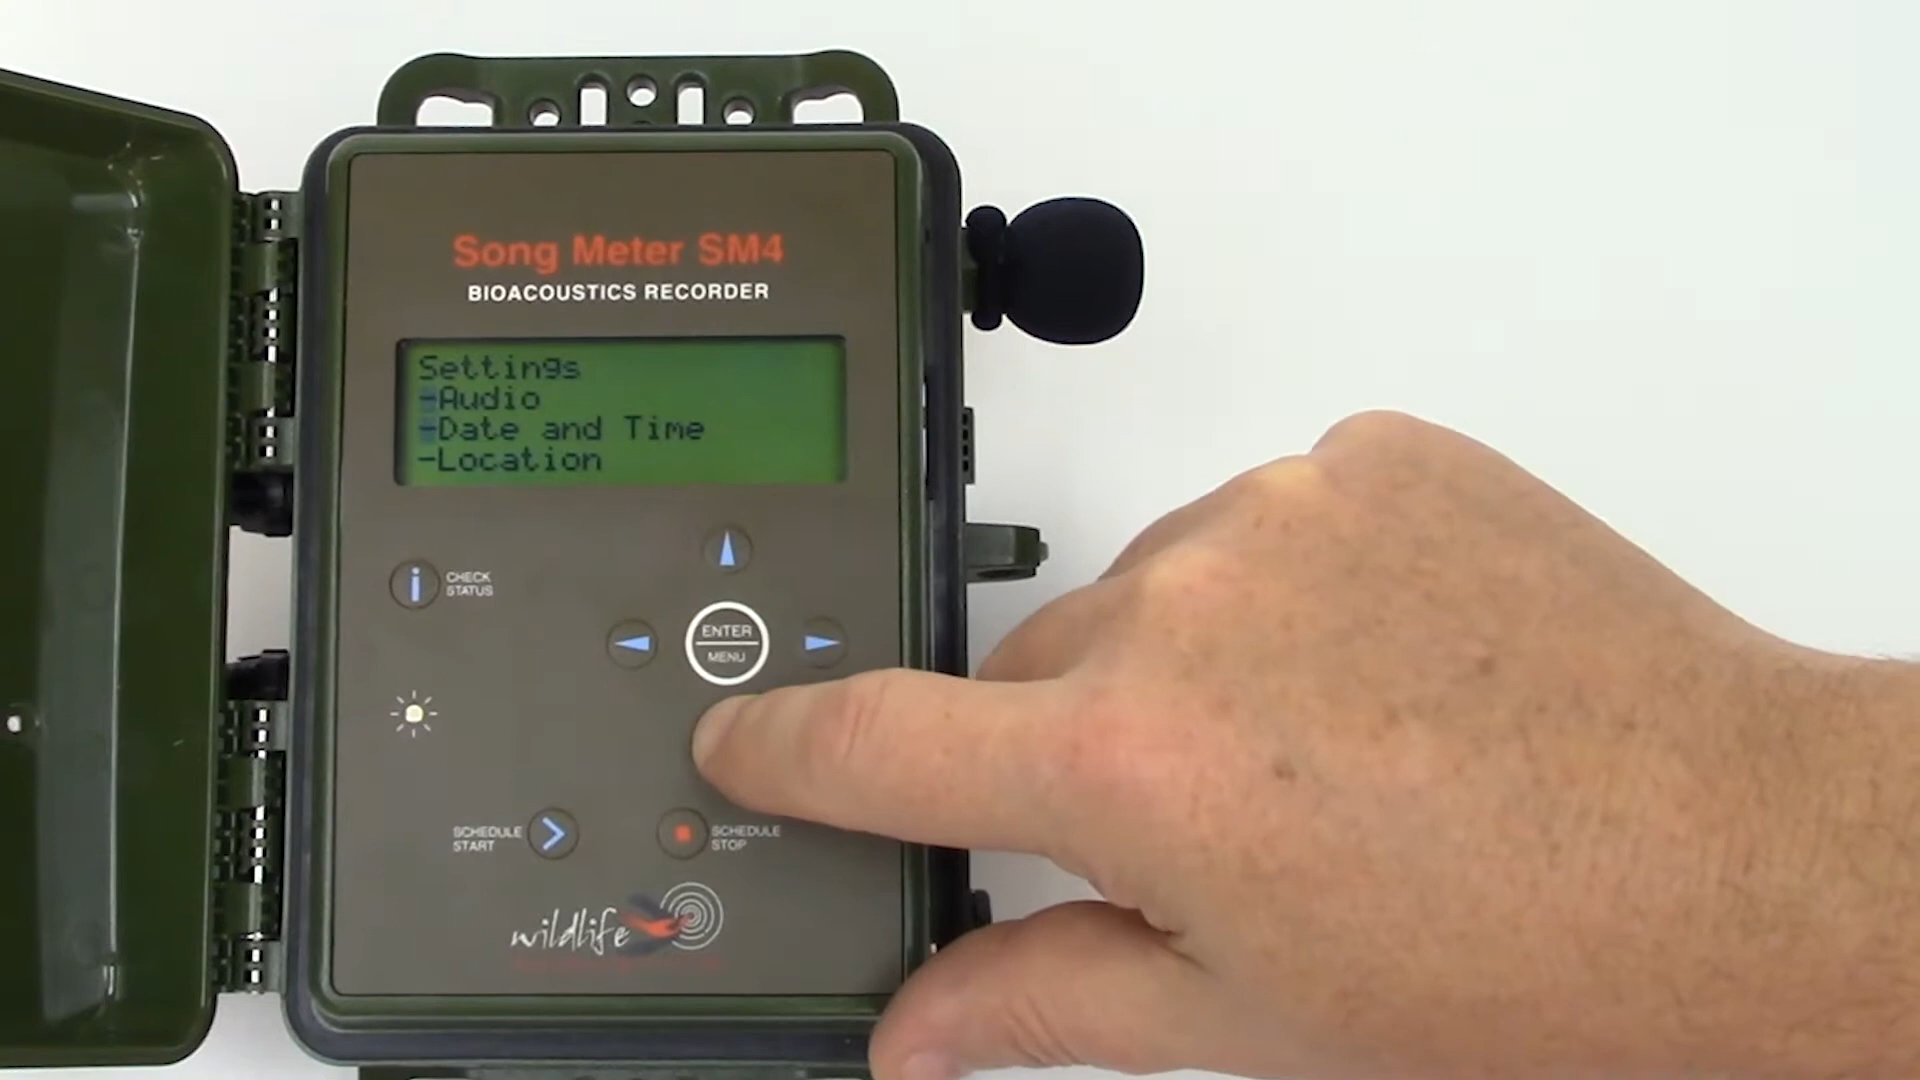 Song Meter SM4
BIOACOUSTICS RECORDER
Settings
-Audio
-Date and Time
-Location
i
CHECK
STATUS
ENTER
MENU
SCHEDULE
START
SCHEDULE
STOP
wildlife